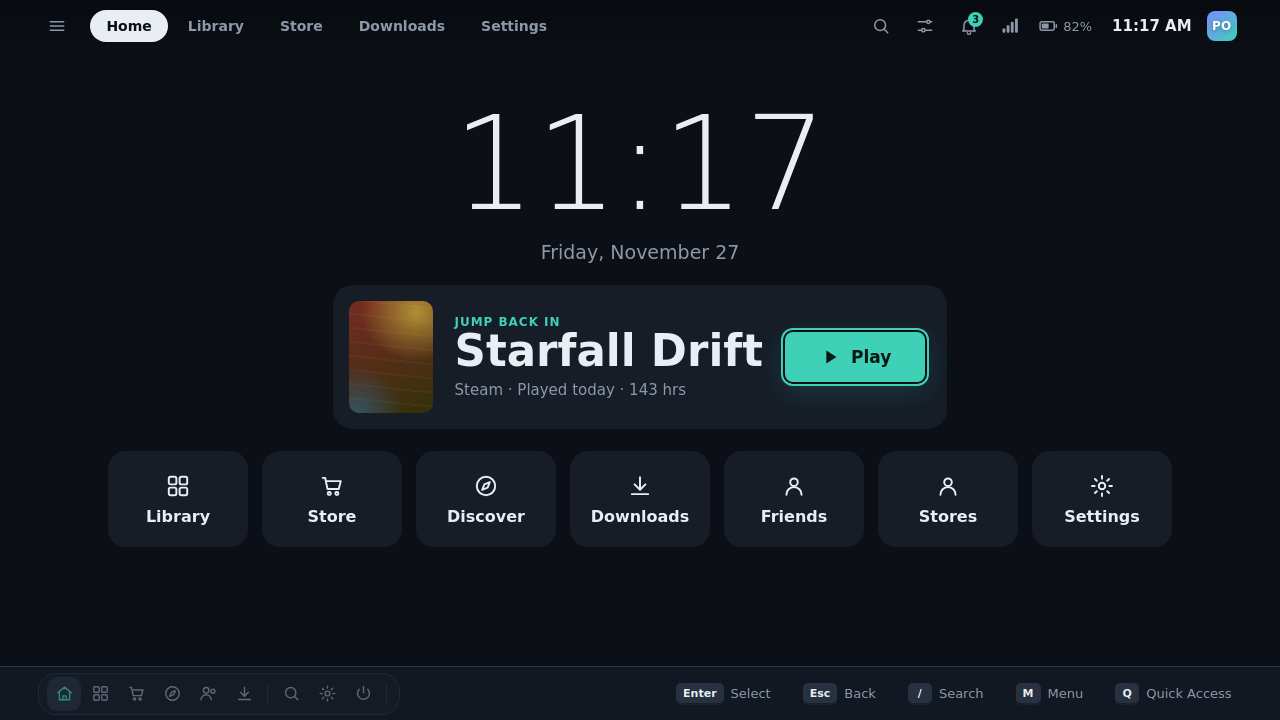 Home Library Store Downloads Settings 3 82% 11:17 AM PO
11:17
Friday, November 27
JUMP BACK IN
Starfall Drift
Steam · Played today · 143 hrs
Play
Library Store Discover Downloads Friends Stores Settings
Enter Select Esc Back / Search M Menu Q Quick Access